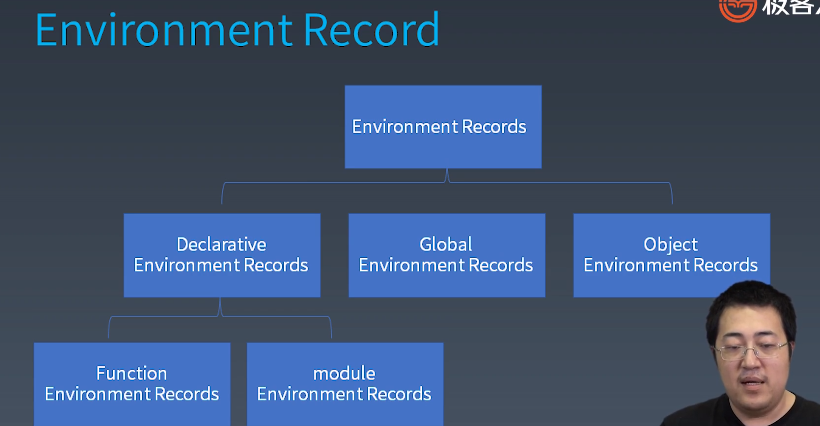 Environment Record
极客
Environment Records
Declarative
Environment Records
Global
Environment Records
Object
Environment Records
Function
Environment Records
module
Environment Records